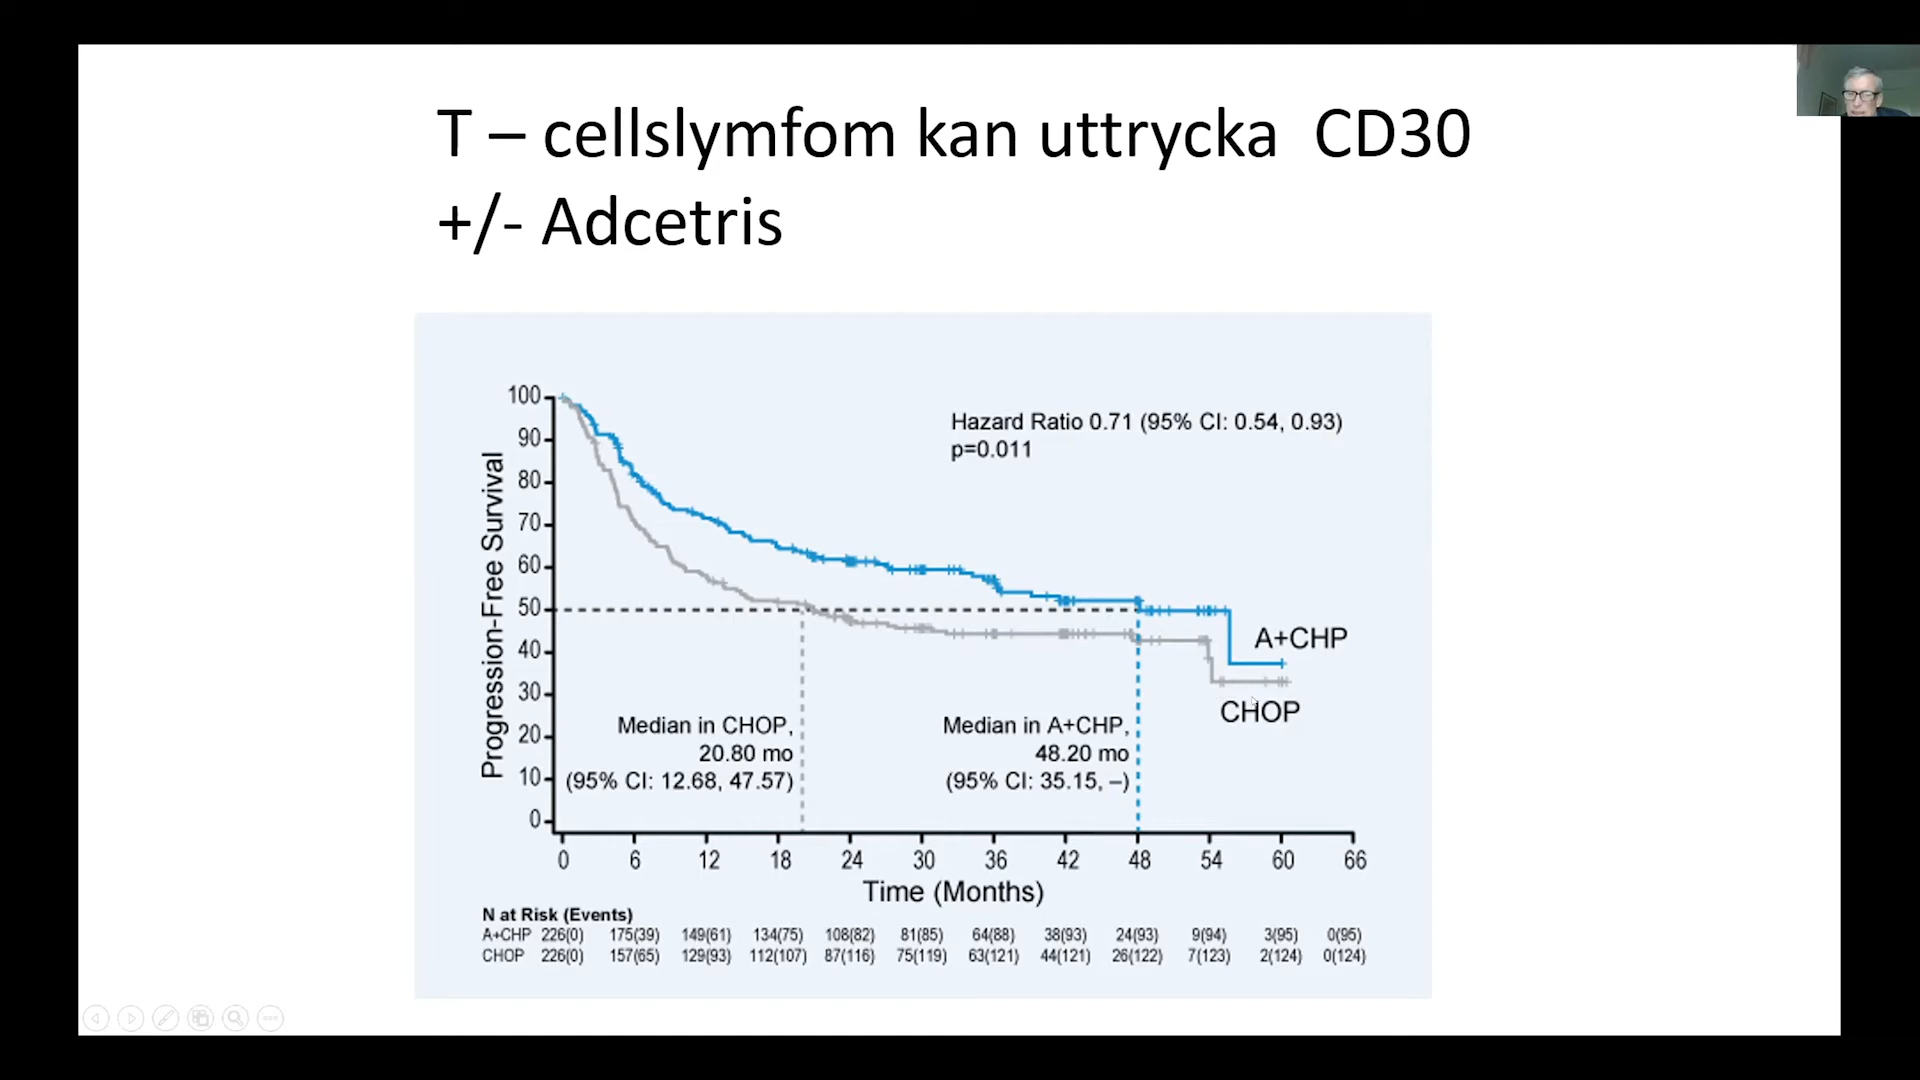 T – cellslymfom kan uttrycka CD30
+/- Adcetris
Hazard Ratio 0.71 (95% CI: 0.54, 0.93)
p=0.011
Progression-Free Survival
100
90
80
70
60
50
40
30
20
10
0
A+CHP
CHOP
Median in CHOP,
20.80 mo
(95% CI: 12.68, 47.57)
Median in A+CHP,
48.20 mo
(95% CI: 35.15, –)
0 6 12 18 24 30 36 42 48 54 60 66
Time (Months)
N at Risk (Events)
A+CHP 226(0) 175(39) 149(61) 134(75) 108(82) 81(85) 64(88) 38(93) 24(93) 9(94) 3(95) 0(95)
CHOP 226(0) 157(65) 129(93) 112(107) 87(116) 75(119) 63(121) 44(121) 26(122) 7(123) 2(124) 0(124)